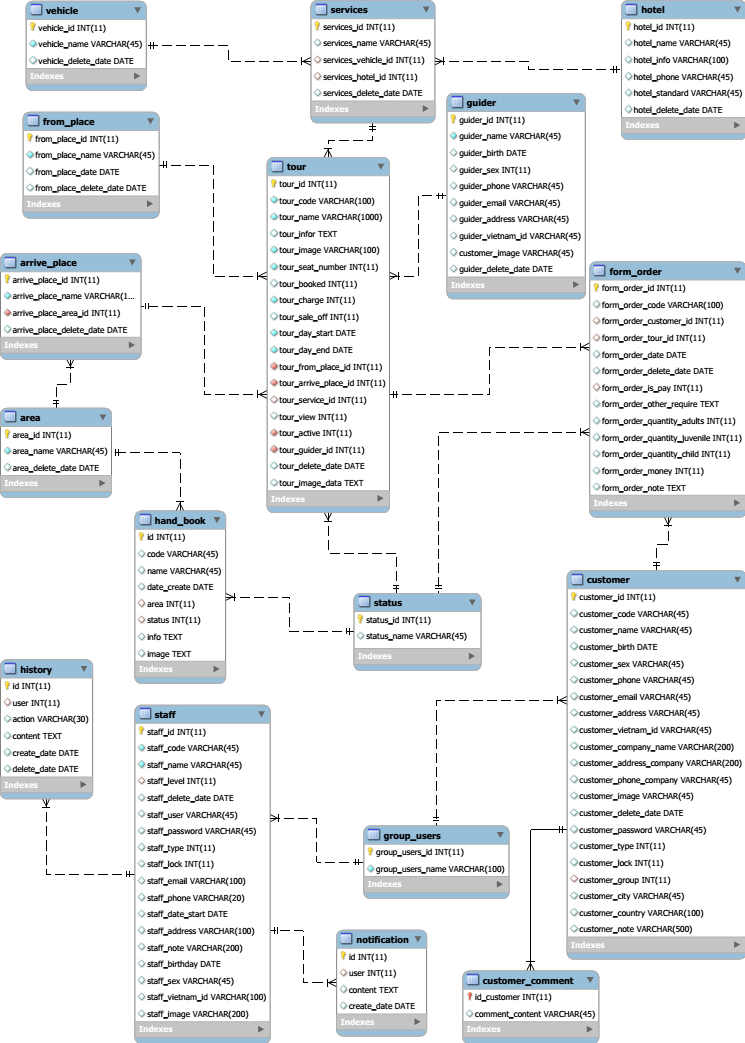 vehicle
vehicle_id INT(11)
vehicle_name VARCHAR(45)
vehicle_delete_date DATE
Indexes
services
services_id INT(11)
services_name VARCHAR(45)
services_vehicle_id INT(11)
services_hotel_id INT(11)
services_delete_date DATE
Indexes
hotel
hotel_id INT(11)
hotel_name VARCHAR(45)
hotel_info VARCHAR(100)
hotel_phone VARCHAR(45)
hotel_standard VARCHAR(45)
hotel_delete_date DATE
Indexes
from_place
from_place_id INT(11)
from_place_name VARCHAR(45)
from_place_date DATE
from_place_delete_date DATE
Indexes
guider
guider_id INT(11)
guider_name VARCHAR(45)
guider_birth DATE
guider_sex INT(11)
guider_phone VARCHAR(45)
guider_email VARCHAR(45)
guider_address VARCHAR(45)
guider_vietnam_id VARCHAR(45)
customer_image VARCHAR(45)
guider_delete_date DATE
Indexes
tour
tour_id INT(11)
tour_code VARCHAR(100)
tour_name VARCHAR(1000)
tour_infor TEXT
tour_image VARCHAR(100)
tour_seat_number INT(11)
tour_booked INT(11)
tour_charge INT(11)
tour_sale_off INT(11)
tour_day_start DATE
tour_day_end DATE
tour_from_place_id INT(11)
tour_arrive_place_id INT(11)
tour_service_id INT(11)
tour_view INT(11)
tour_active INT(11)
tour_guider_id INT(11)
tour_delete_date DATE
tour_image_data TEXT
Indexes
arrive_place
arrive_place_id INT(11)
arrive_place_name VARCHAR(1...
arrive_place_area_id INT(11)
arrive_place_delete_date DATE
Indexes
form_order
form_order_id INT(11)
form_order_code VARCHAR(100)
form_order_customer_id INT(11)
form_order_tour_id INT(11)
form_order_date DATE
form_order_delete_date DATE
form_order_is_pay INT(11)
form_order_other_require TEXT
form_order_quantity_adults INT(11)
form_order_quantity_juvenile INT(11)
form_order_quantity_child INT(11)
form_order_money INT(11)
form_order_note TEXT
Indexes
area
area_id INT(11)
area_name VARCHAR(45)
area_delete_date DATE
Indexes
hand_book
id INT(11)
code VARCHAR(45)
name VARCHAR(45)
date_create DATE
area INT(11)
status INT(11)
info TEXT
image TEXT
Indexes
status
status_id INT(11)
status_name VARCHAR(45)
Indexes
customer
customer_id INT(11)
customer_code VARCHAR(45)
customer_name VARCHAR(45)
customer_birth DATE
customer_sex VARCHAR(45)
customer_phone VARCHAR(45)
customer_email VARCHAR(45)
customer_address VARCHAR(45)
customer_vietnam_id VARCHAR(45)
customer_company_name VARCHAR(200)
customer_address_company VARCHAR(200)
customer_phone_company VARCHAR(45)
customer_image VARCHAR(45)
customer_delete_date DATE
customer_password VARCHAR(45)
customer_type INT(11)
customer_lock INT(11)
customer_group INT(11)
customer_city VARCHAR(45)
customer_country VARCHAR(100)
customer_note VARCHAR(500)
Indexes
history
id INT(11)
user INT(11)
action VARCHAR(30)
content TEXT
create_date DATE
delete_date DATE
Indexes
staff
staff_id INT(11)
staff_code VARCHAR(45)
staff_name VARCHAR(45)
staff_level INT(11)
staff_delete_date DATE
staff_user VARCHAR(45)
staff_password VARCHAR(45)
staff_type INT(11)
staff_lock INT(11)
staff_email VARCHAR(100)
staff_phone VARCHAR(20)
staff_date_start DATE
staff_address VARCHAR(100)
staff_note VARCHAR(200)
staff_birthday DATE
staff_sex VARCHAR(45)
staff_vietnam_id VARCHAR(100)
staff_image VARCHAR(200)
Indexes
group_users
group_users_id INT(11)
group_users_name VARCHAR(100)
Indexes
notification
id INT(11)
user INT(11)
content TEXT
create_date DATE
Indexes
customer_comment
id_customer INT(11)
comment_content VARCHAR(45)
Indexes